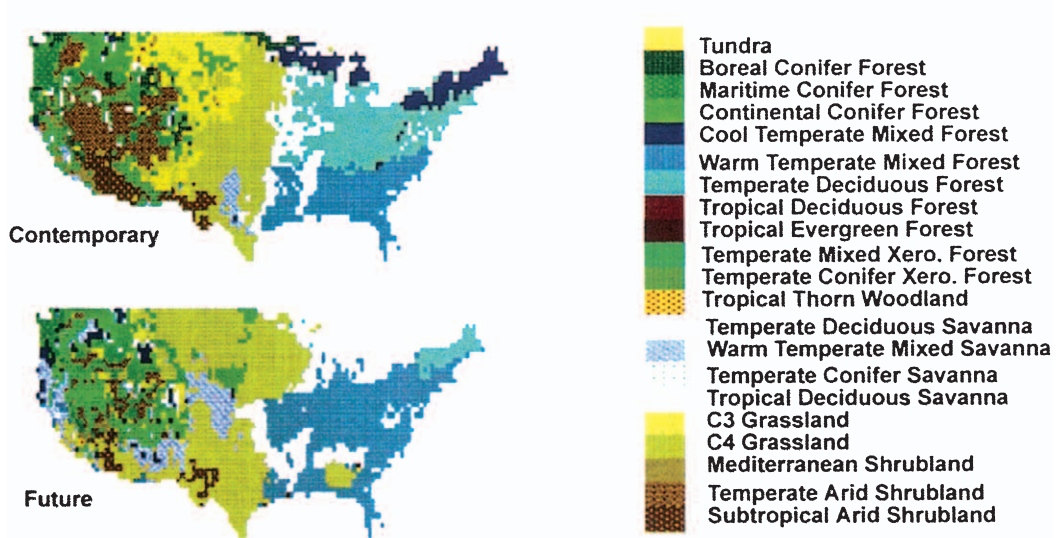 Contemporary
Future
Tundra
Boreal Conifer Forest
Maritime Conifer Forest
Continental Conifer Forest
Cool Temperate Mixed Forest
Warm Temperate Mixed Forest
Temperate Deciduous Forest
Tropical Deciduous Forest
Tropical Evergreen Forest
Temperate Mixed Xero. Forest
Temperate Conifer Xero. Forest
Tropical Thorn Woodland
Temperate Deciduous Savanna
Warm Temperate Mixed Savanna
Temperate Conifer Savanna
Tropical Deciduous Savanna
C3 Grassland
C4 Grassland
Mediterranean Shrubland
Temperate Arid Shrubland
Subtropical Arid Shrubland